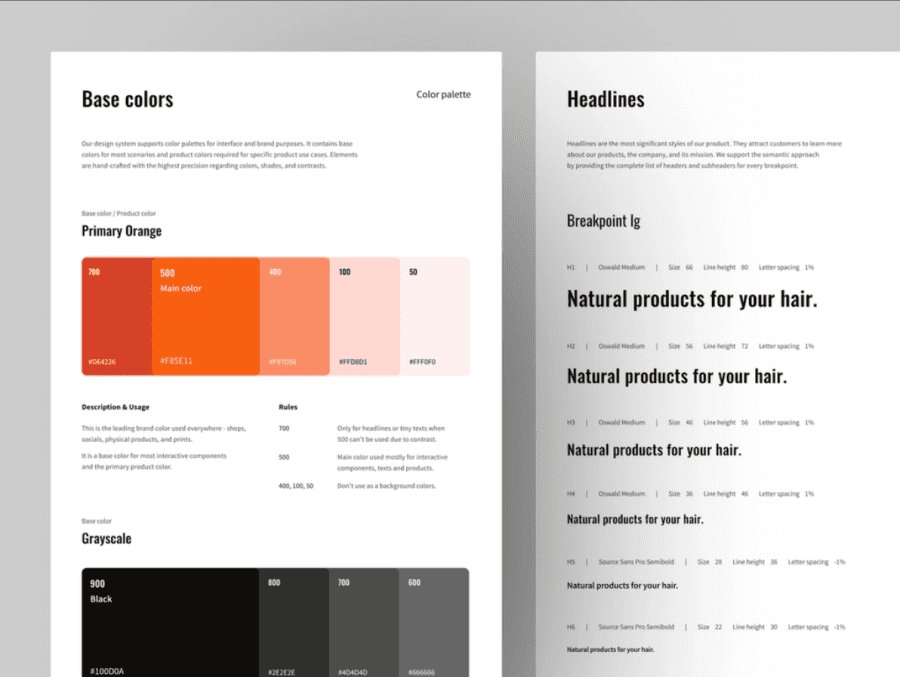 Base colors
Color palette
Our design system supports color palettes for interface and brand purposes. It contains base
colors for most scenarios and product colors required for specific product use cases. Elements
are hand-crafted with the highest precision regarding colors, shades, and contrasts.
Base color / Product color
Primary Orange
700
500
400
100
50
Main color
#D64226
#F85E11
#FFD8D1
#FFF0F0
Description & Usage
This is the leading brand color used everywhere - shops,
socials, physical products, and prints.
It is a base color for most interactive components
and the primary product color.
Rules
700
Only for headlines or tiny texts when
500 can't be used due to contrast.
500
Main color used mostly for interactive
components, texts and products.
400, 100, 50
Don't use as a background colors.
Base color
Grayscale
900
800
700
600
Black
#100D0A
#2E2E2E
#4D4D4D
#666666
Headlines
Headlines are the most significant styles of our product. They attract customers to learn more
about our products, the company, and its mission. We support the semantic approach
by providing the complete list of headers and subheaders for every breakpoint.
Breakpoint lg
H1 | Oswald Medium | Size 66 Line height 80 Letter spacing 1%
Natural products for your hair.
H2 | Oswald Medium | Size 56 Line height 72 Letter spacing 1%
Natural products for your hair.
H3 | Oswald Medium | Size 46 Line height 56 Letter spacing 1%
Natural products for your hair.
H4 | Oswald Medium | Size 36 Line height 46 Letter spacing 1%
Natural products for your hair.
H5 | Source Sans Pro Semibold | Size 28 Line height 36 Letter spacing -1%
Natural products for your hair.
H6 | Source Sans Pro Semibold | Size 22 Line height 30 Letter spacing -1%
Natural products for your hair.